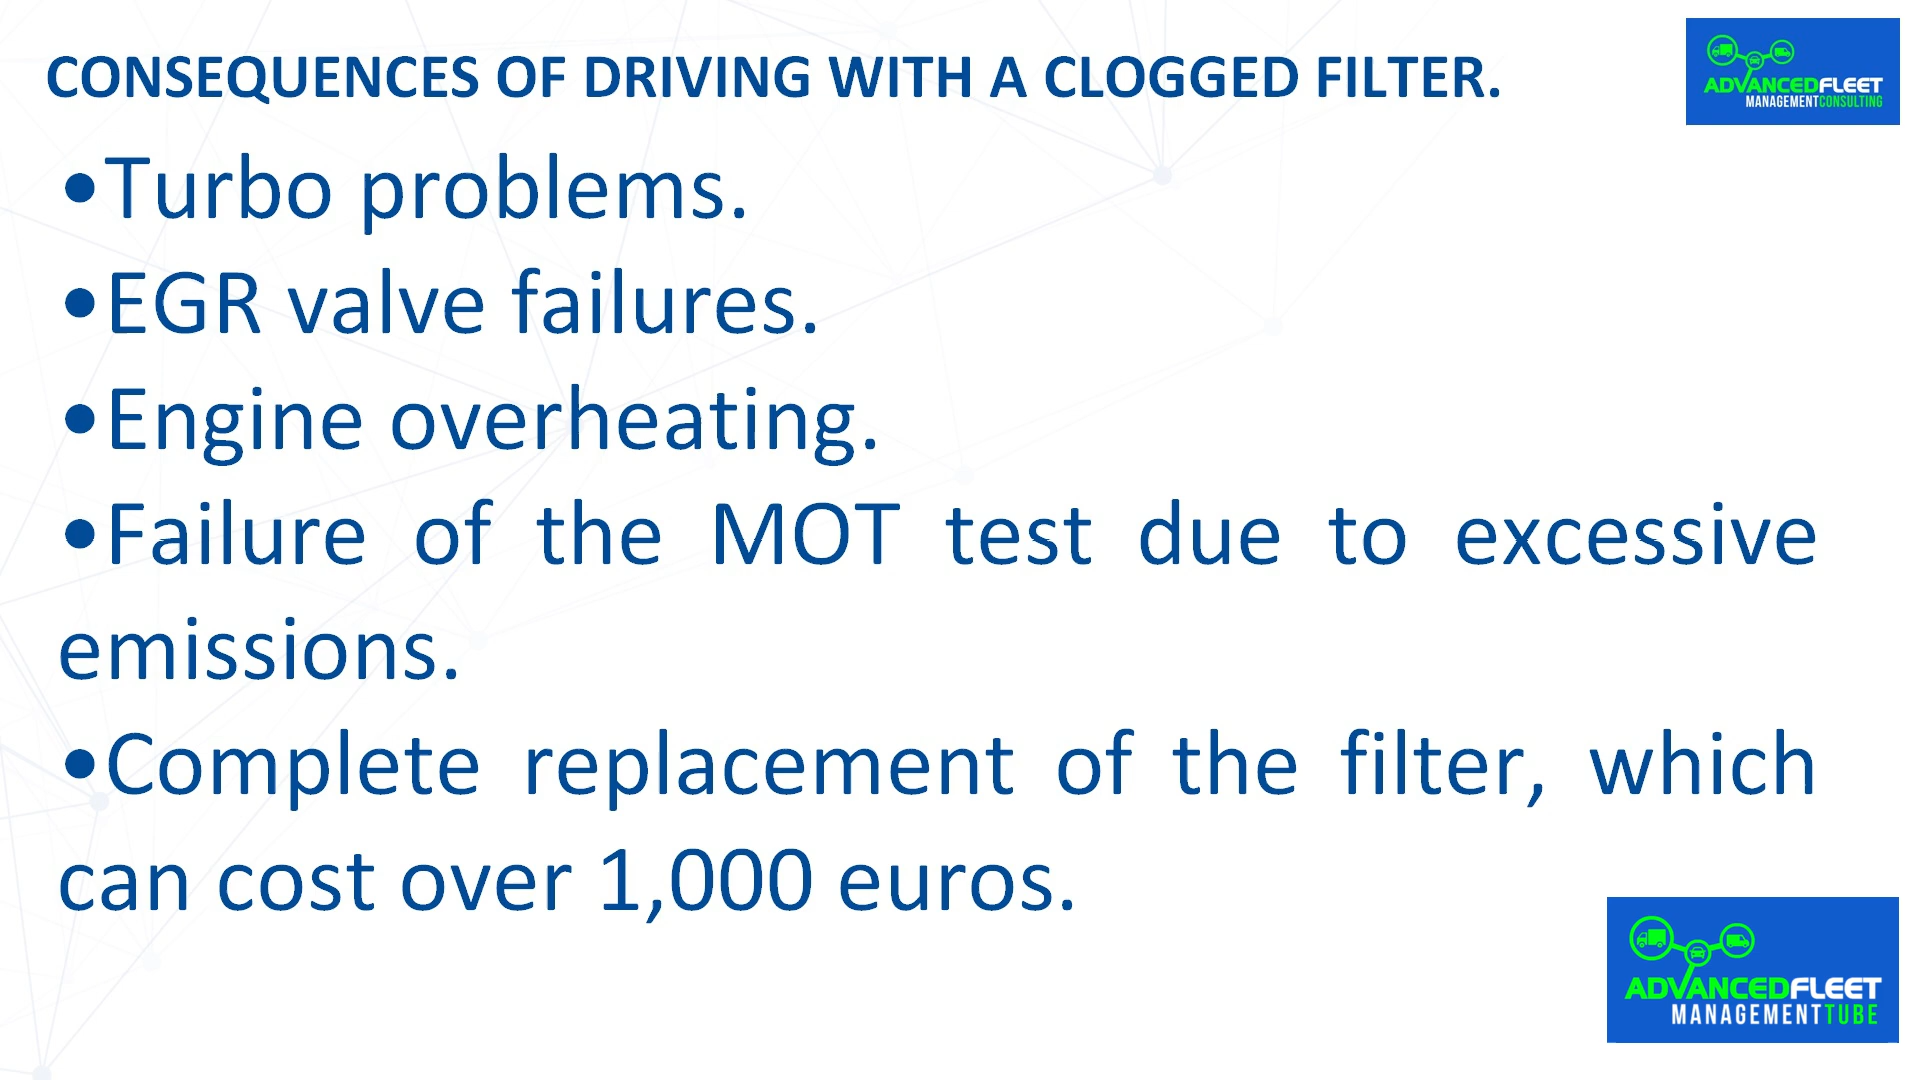 CONSEQUENCES OF DRIVING WITH A CLOGGED FILTER.
ADVANCEDFLEET
MANAGEMENTCONSULTING
•Turbo problems.
•EGR valve failures.
•Engine overheating.
•Failure of the MOT test due to excessive
emissions.
•Complete replacement of the filter, which
can cost over 1,000 euros.
ADVANCEDFLEET
MANAGEMENTTUBE